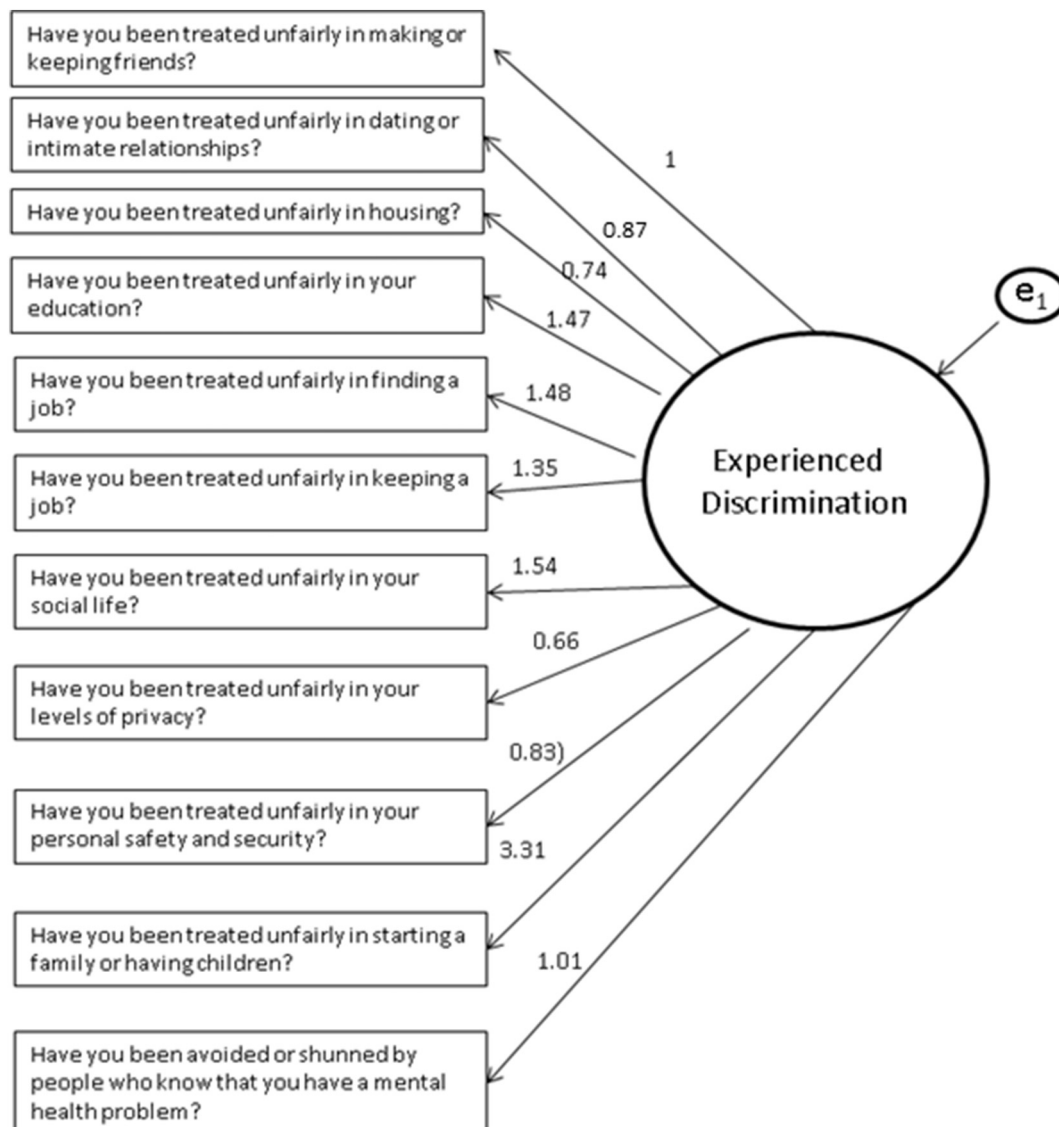 Have you been treated unfairly in making or
keeping friends?
Have you been treated unfairly in dating or
intimate relationships?
Have you been treated unfairly in housing?
Have you been treated unfairly in your
education?
Have you been treated unfairly in finding a
job?
Have you been treated unfairly in keeping a
job?
Have you been treated unfairly in your
social life?
Have you been treated unfairly in your
levels of privacy?
Have you been treated unfairly in your
personal safety and security?
Have you been treated unfairly in starting a
family or having children?
Have you been avoided or shunned by
people who know that you have a mental
health problem?
1
0.87
0.74
1.47
1.48
1.35
1.54
0.66
0.83)
3.31
1.01
Experienced
Discrimination
e1